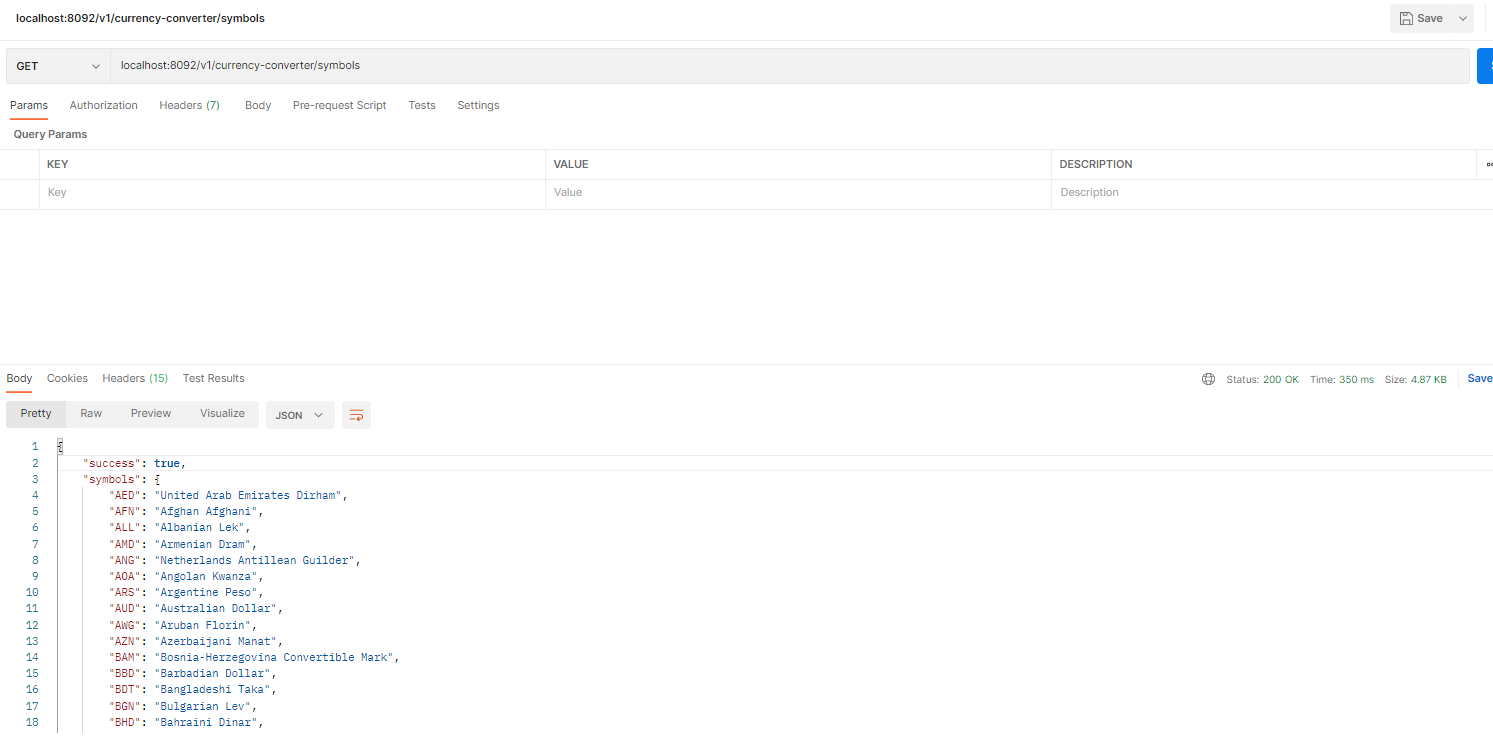 localhost:8092/v1/currency-converter/symbols
Save
GET
localhost:8092/v1/currency-converter/symbols
Params Authorization Headers (7) Body Pre-request Script Tests Settings
Query Params
KEY VALUE DESCRIPTION
Key Value Description
Body Cookies Headers (15) Test Results
Status: 200 OK Time: 350 ms Size: 4.87 KB Save
Pretty Raw Preview Visualize JSON
1 {
2 "success": true,
3 "symbols": {
4 "AED": "United Arab Emirates Dirham",
5 "AFN": "Afghan Afghani",
6 "ALL": "Albanian Lek",
7 "AMD": "Armenian Dram",
8 "ANG": "Netherlands Antillean Guilder",
9 "AOA": "Angolan Kwanza",
10 "ARS": "Argentine Peso",
11 "AUD": "Australian Dollar",
12 "AWG": "Aruban Florin",
13 "AZN": "Azerbaijani Manat",
14 "BAM": "Bosnia-Herzegovina Convertible Mark",
15 "BBD": "Barbadian Dollar",
16 "BDT": "Bangladeshi Taka",
17 "BGN": "Bulgarian Lev",
18 "BHD": "Bahraini Dinar",